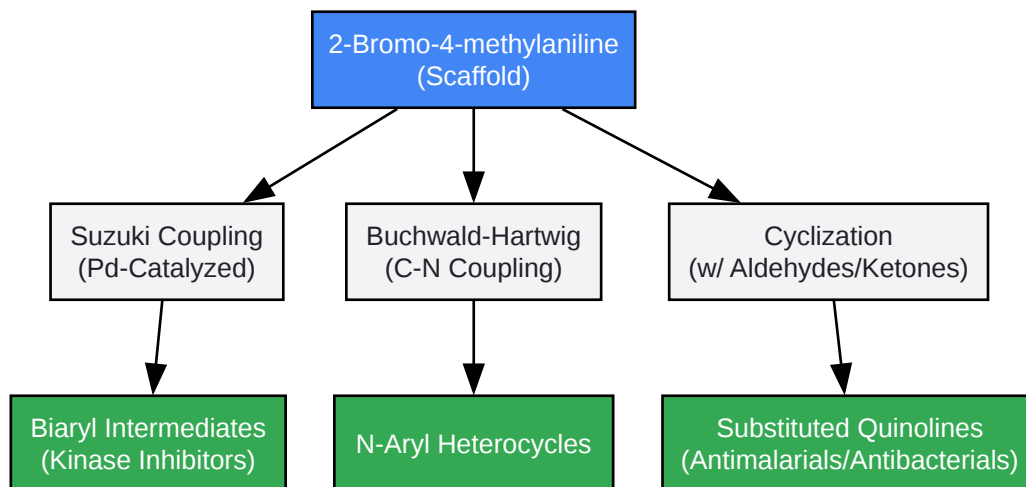 2-Bromo-4-methylaniline
(Scaffold)
Suzuki Coupling
(Pd-Catalyzed)
Buchwald-Hartwig
(C-N Coupling)
Cyclization
(w/ Aldehydes/Ketones)
Biaryl Intermediates
(Kinase Inhibitors)
N-Aryl Heterocycles
Substituted Quinolines
(Antimalarials/Antibacterials)